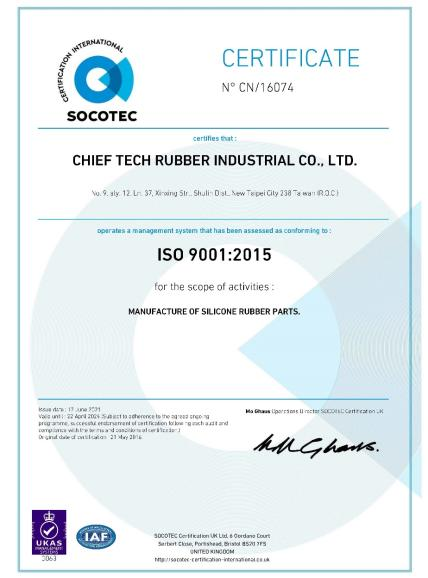 CERTIFICATION INTERNATIONAL
SOCOTEC
CERTIFICATE
N° CN/16074
certifies that :
CHIEF TECH RUBBER INDUSTRIAL CO., LTD.
No. 9, aly. 12, Ln. 37, Xinxing Str., Shulin Dist., New Taipei City 238 Taiwan (R.O.C.)
operates a management system that has been assessed as conforming to :
ISO 9001:2015
for the scope of activities :
MANUFACTURE OF SILICONE RUBBER PARTS.
Issue date : 17 June 2021
Valid until : 22 April 2024 (Subject to adherence to the agreed ongoing
programme, successful endorsement of certification following each audit and
compliance with the terms and conditions of certification.)
Original date of certification : 23 May 2016
Mo Ghaus Operations Director SOCOTEC Certification UK
UKAS
MANAGEMENT
SYSTEMS
0063
IAF
SOCOTEC Certification UK Ltd, 6 Gordano Court
Serbert Close, Portishead, Bristol BS20 7FS
UNITED KINGDOM
http://socotec-certification-international.co.uk